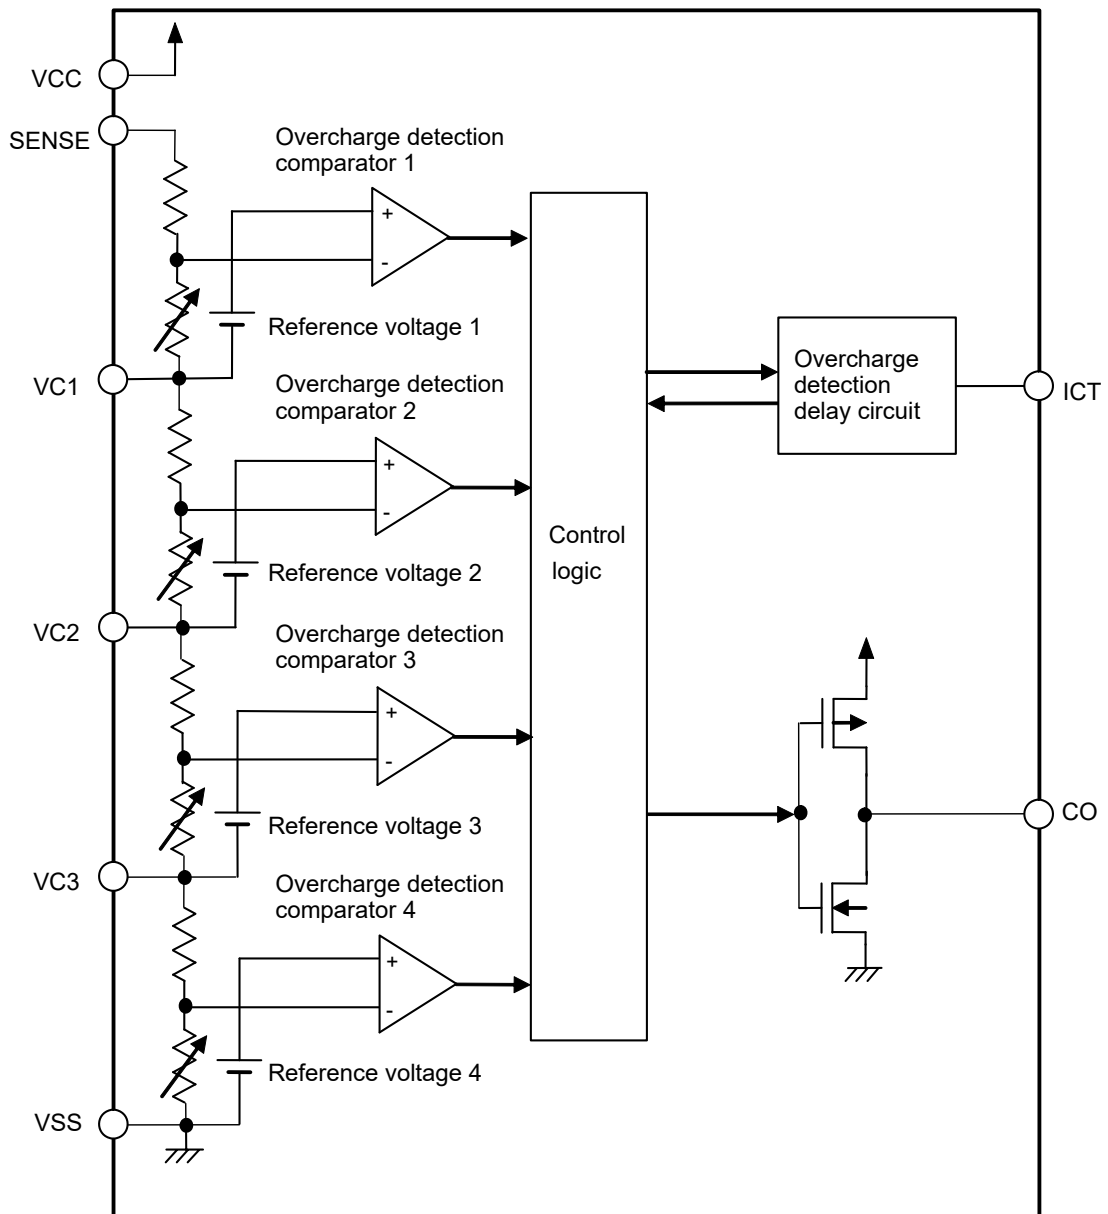 VCC
SENSE
Overcharge detection
comparator 1
+
-
Reference voltage 1
VC1
Overcharge detection
comparator 2
+
-
Reference voltage 2
VC2
Overcharge detection
comparator 3
+
-
Reference voltage 3
VC3
Overcharge detection
comparator 4
+
-
Reference voltage 4
VSS
Control
logic
Overcharge
detection
delay circuit
ICT
CO